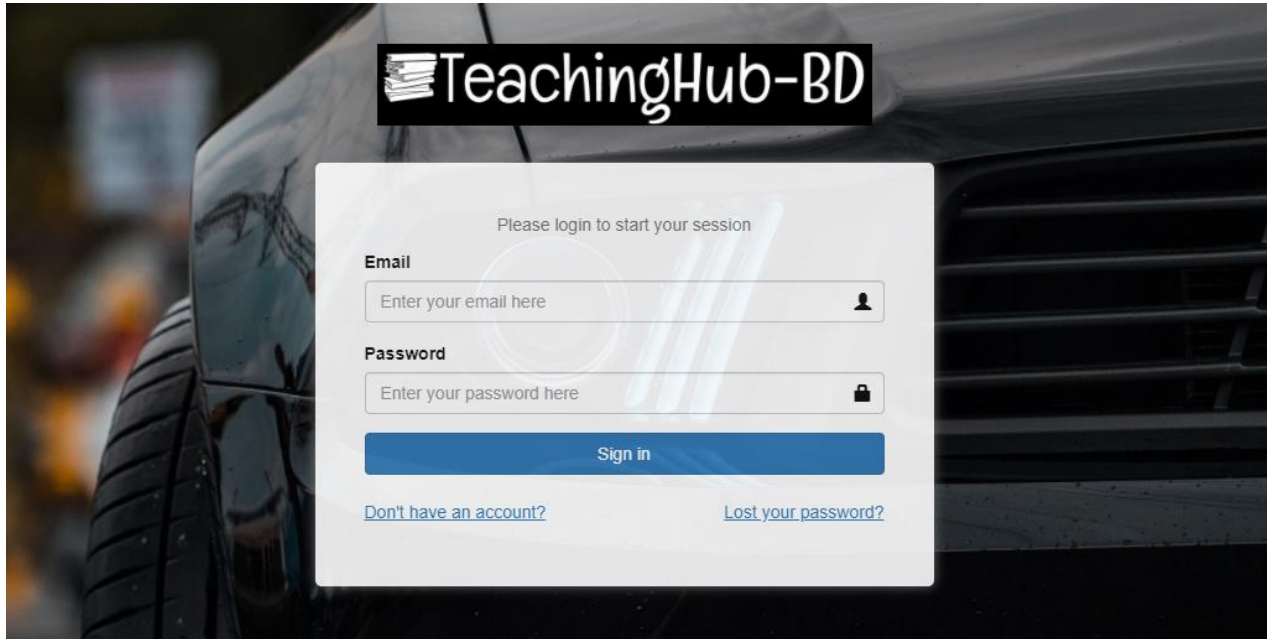 TeachingHub-BD
Please login to start your session
Email
Enter your email here
Password
Enter your password here
Sign in
Don't have an account? Lost your password?